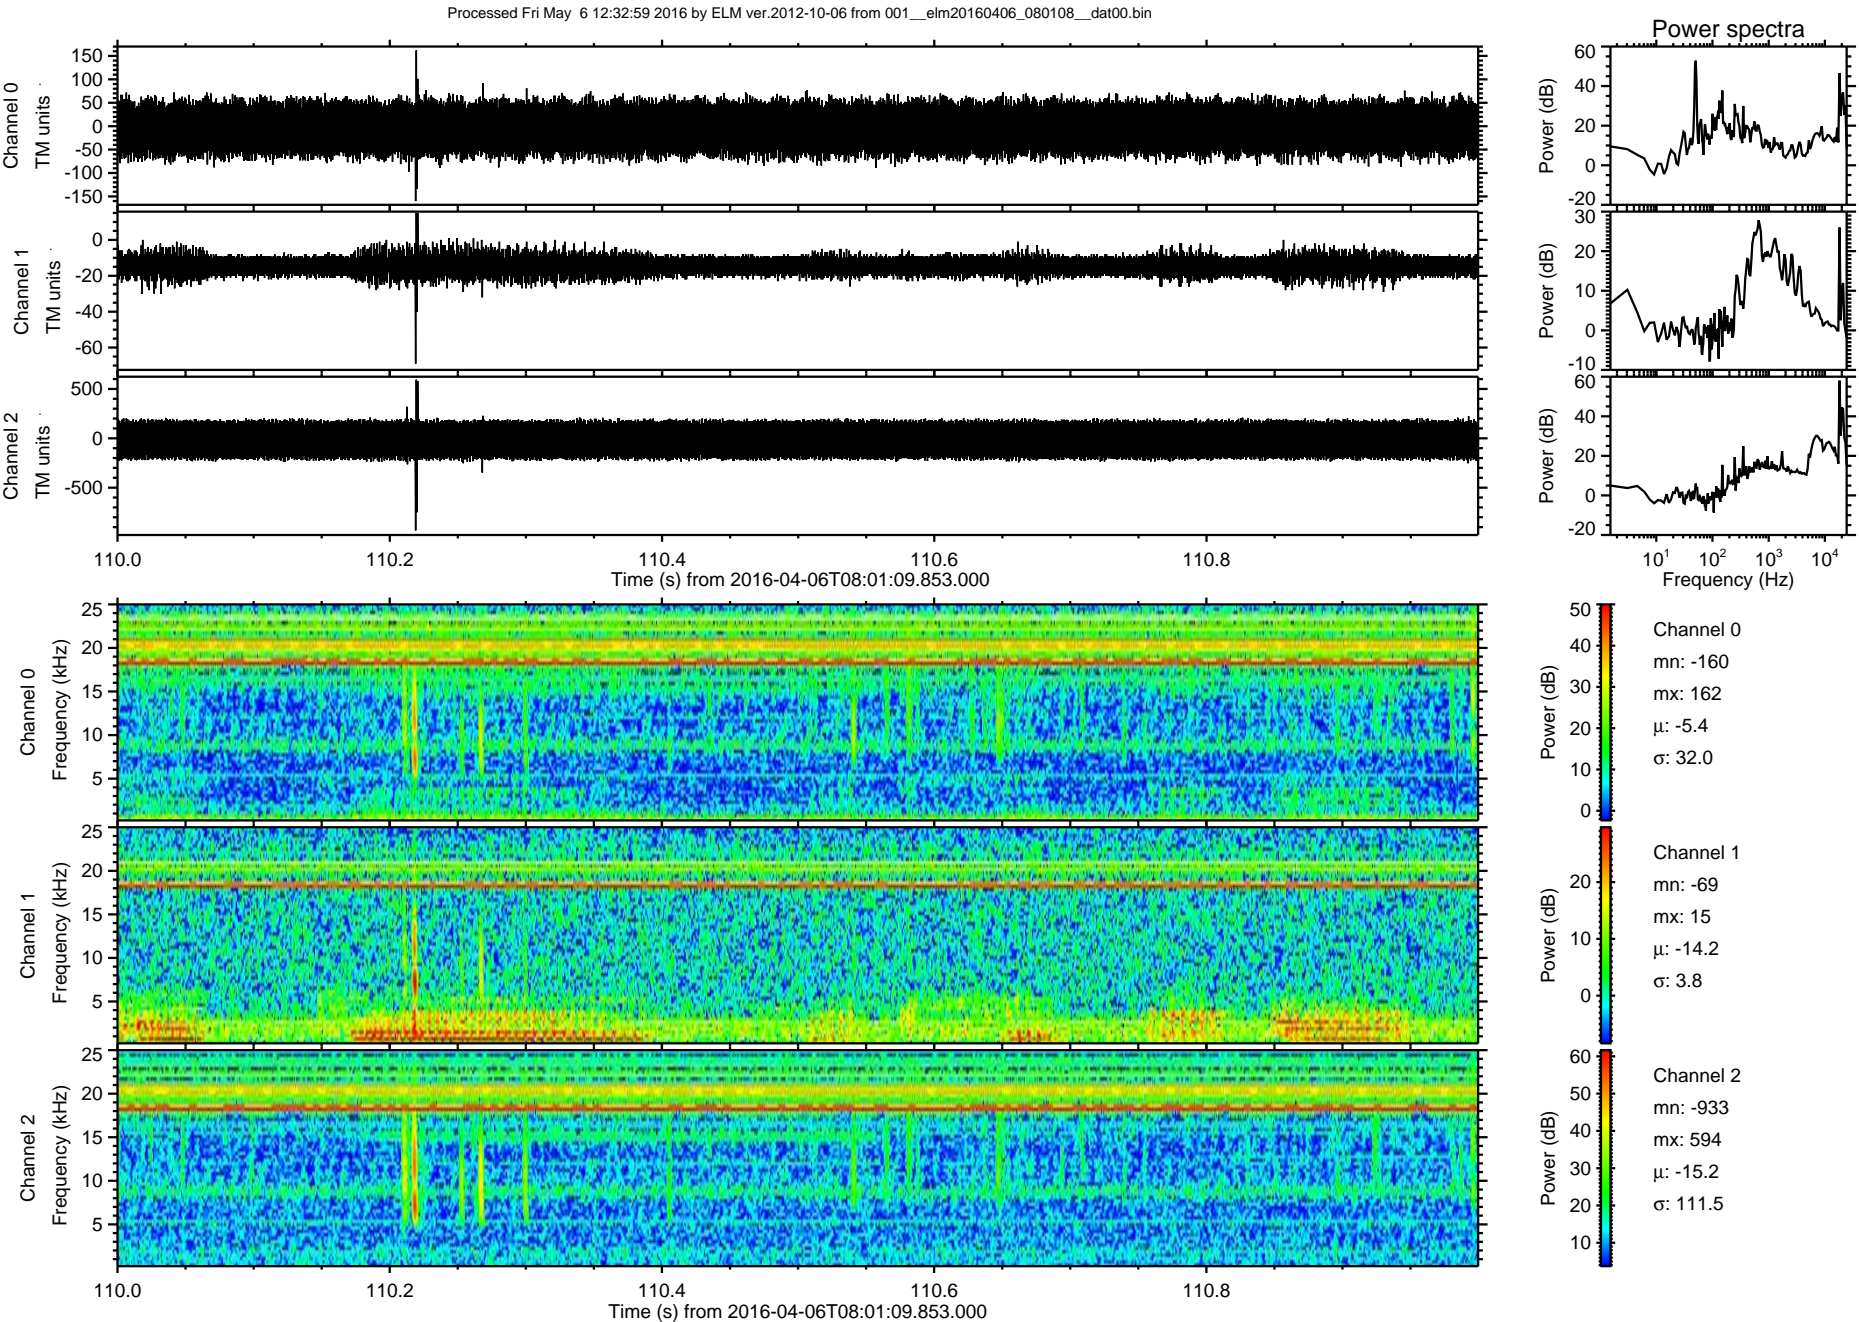 Processed Fri May  6 12:32:59 2016 by ELM ver.2012-10-06 from 001__elm20160406_080108__dat00.bin
Power spectra
Channel 0
TM units
150
100
50
0
-50
-100
-150
Power (dB)
60
40
20
0
-20
Channel 1
TM units
0
-20
-40
-60
Power (dB)
30
20
10
0
-10
Channel 2
TM units
500
0
-500
Power (dB)
60
40
20
0
-20
110.0 110.2 110.4 110.6 110.8
Time (s) from 2016-04-06T08:01:09.853.000
10¹ 10² 10³ 10⁴
Frequency (Hz)
Channel 0
Frequency (kHz)
25
20
15
10
5
Power (dB)
50
40
30
20
10
0
Channel 0
mn: -160
mx: 162
μ: -5.4
σ: 32.0
Channel 1
Frequency (kHz)
25
20
15
10
5
Power (dB)
20
10
0
Channel 1
mn: -69
mx: 15
μ: -14.2
σ: 3.8
Channel 2
Frequency (kHz)
25
20
15
10
5
Power (dB)
60
50
40
30
20
10
Channel 2
mn: -933
mx: 594
μ: -15.2
σ: 111.5
110.0 110.2 110.4 110.6 110.8
Time (s) from 2016-04-06T08:01:09.853.000